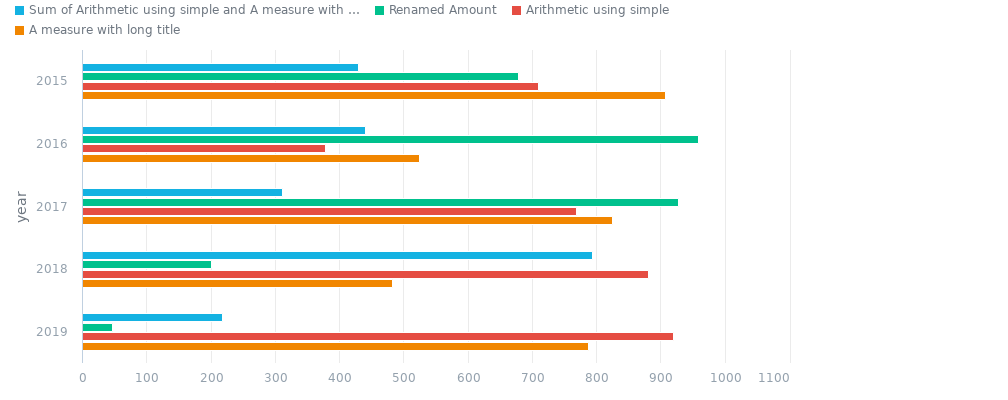 Sum of Arithmetic using simple and A measure with ... Renamed Amount Arithmetic using simple
A measure with long title
year
2015
2016
2017
2018
2019
0 100 200 300 400 500 600 700 800 900 1000 1100